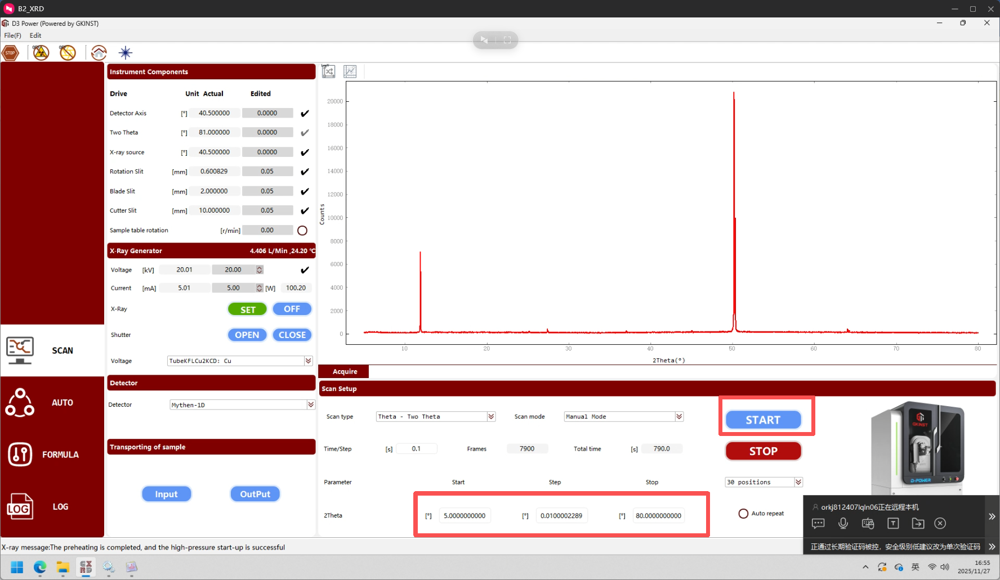 B2_XRD
D3 Power (Powered by GKINST)
File(F) Edit
STOP OFF OFF
Instrument Components
Drive Unit Actual Edited
Detector Axis [°] 40.500000 0.0000
Two Theta [°] 81.000000 0.0000
X-ray source [°] 40.500000 0.0000
Rotation Slit [mm] 0.600829 0.05
Blade Slit [mm] 2.000000 0.05
Cutter Slit [mm] 10.000000 0.05
Sample table rotation [r/min] 0.00
X-Ray Generator 4.406 L/Min ,24.20 ℃
Voltage [kV] 20.01 20.00
Current [mA] 5.01 5.00 [W] 100.20
X-Ray SET OFF
Shutter OPEN CLOSE
Voltage TubeKFLCu2KCD: Cu
Detector
Detector Mythen-1D
Transporting of sample
Input OutPut
SCAN
AUTO
FORMULA
LOG
LOG
LogY
Counts
20000
18000
16000
14000
12000
10000
8000
6000
4000
2000
0
10 20 30 40 50 60 70 80
2Theta(°)
Acquire
Scan Setup
Scan type Theta - Two Theta Scan mode Manual Mode START
Time/Step [s] 0.1 Frames 7900 Total time [s] 790.0 STOP
Parameter Start Step Stop 30 positions
2Theta [°] 5.0000000000 [°] 0.0100002289 [°] 80.0000000000 Auto repeat
GKINST
D-POWER
orkj812407lqln06正在远程本机
正通过长期验证码被控，安全级别低建议改为单次验证码
X-ray message:The preheating is completed, and the high-pressure start-up is successful
CXRD
英
16:55
2025/11/27